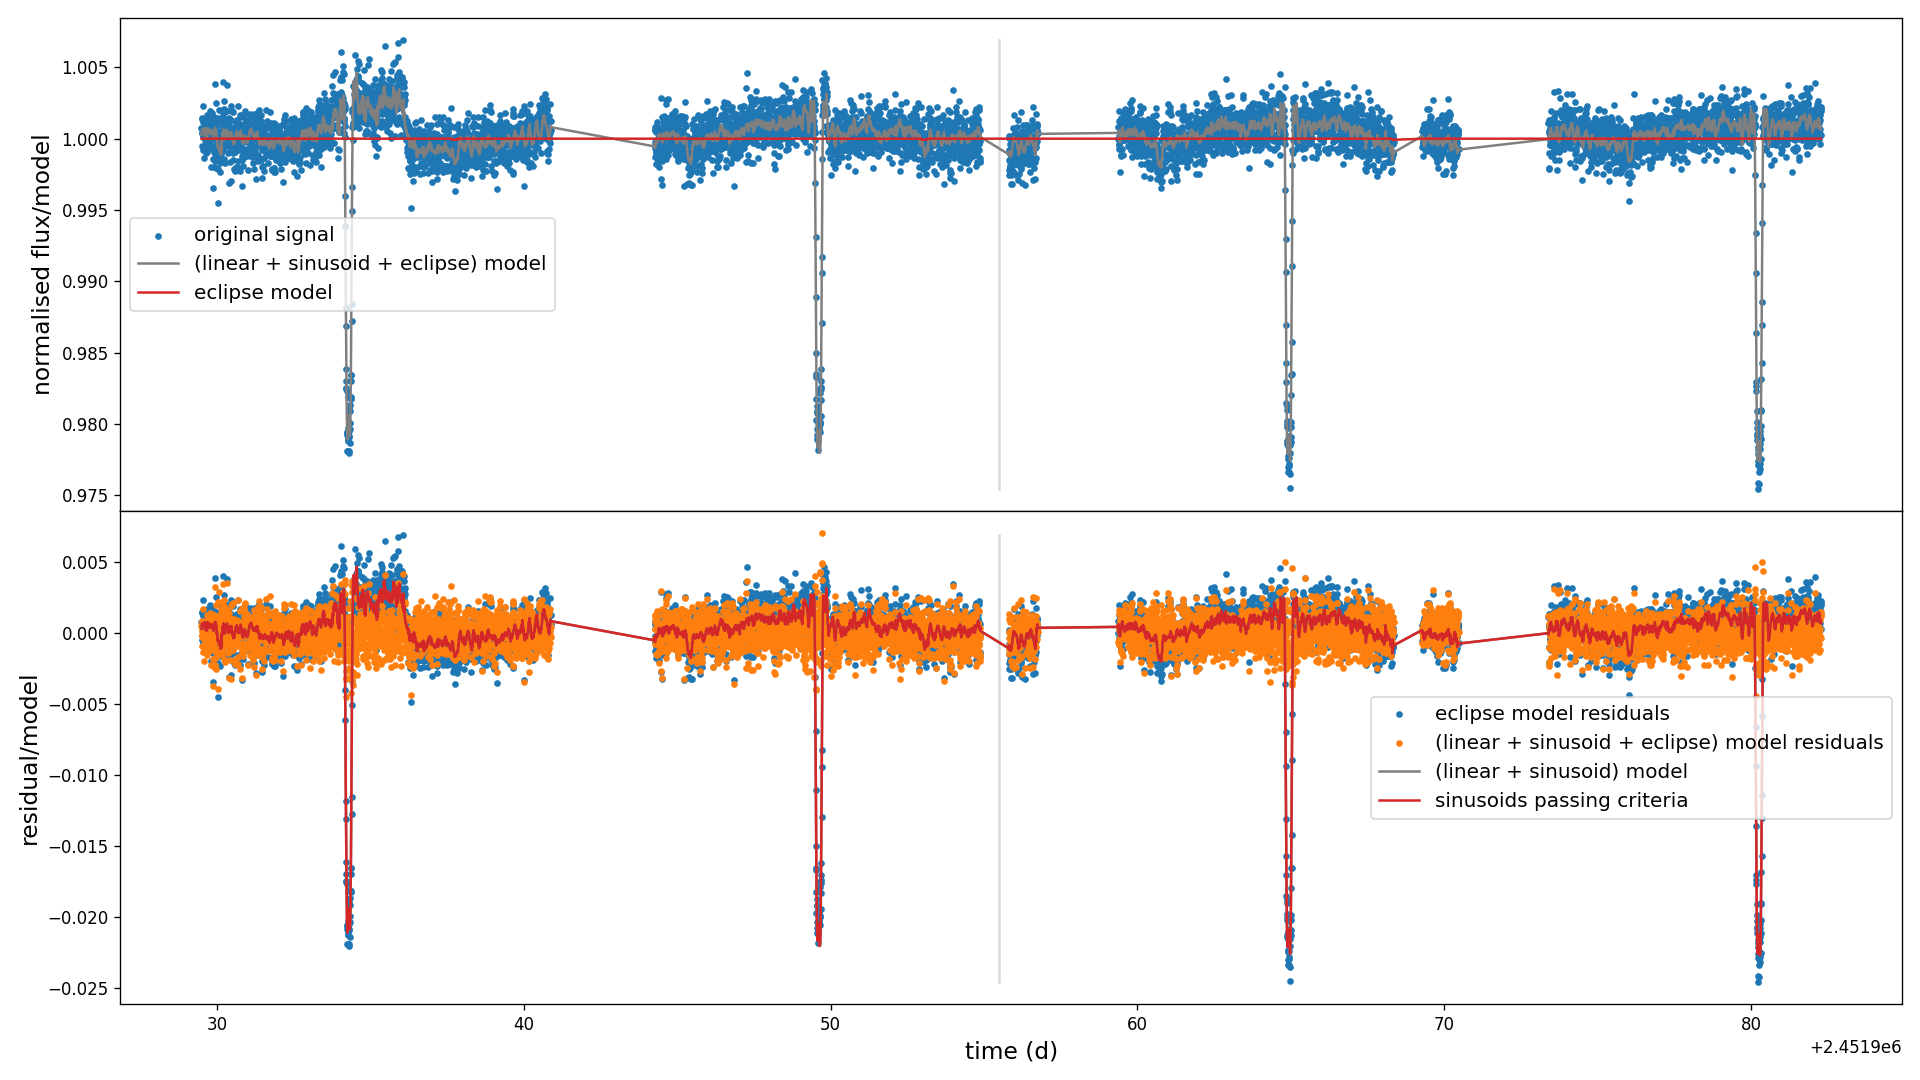 1.005
1.000
0.995
0.990
0.985
0.980
0.975
normalised flux/model
original signal
(linear + sinusoid + eclipse) model
eclipse model
0.005
0.000
−0.005
−0.010
−0.015
−0.020
−0.025
residual/model
eclipse model residuals
(linear + sinusoid + eclipse) model residuals
(linear + sinusoid) model
sinusoids passing criteria
30 40 50 60 70 80
time (d)
+2.4519e6